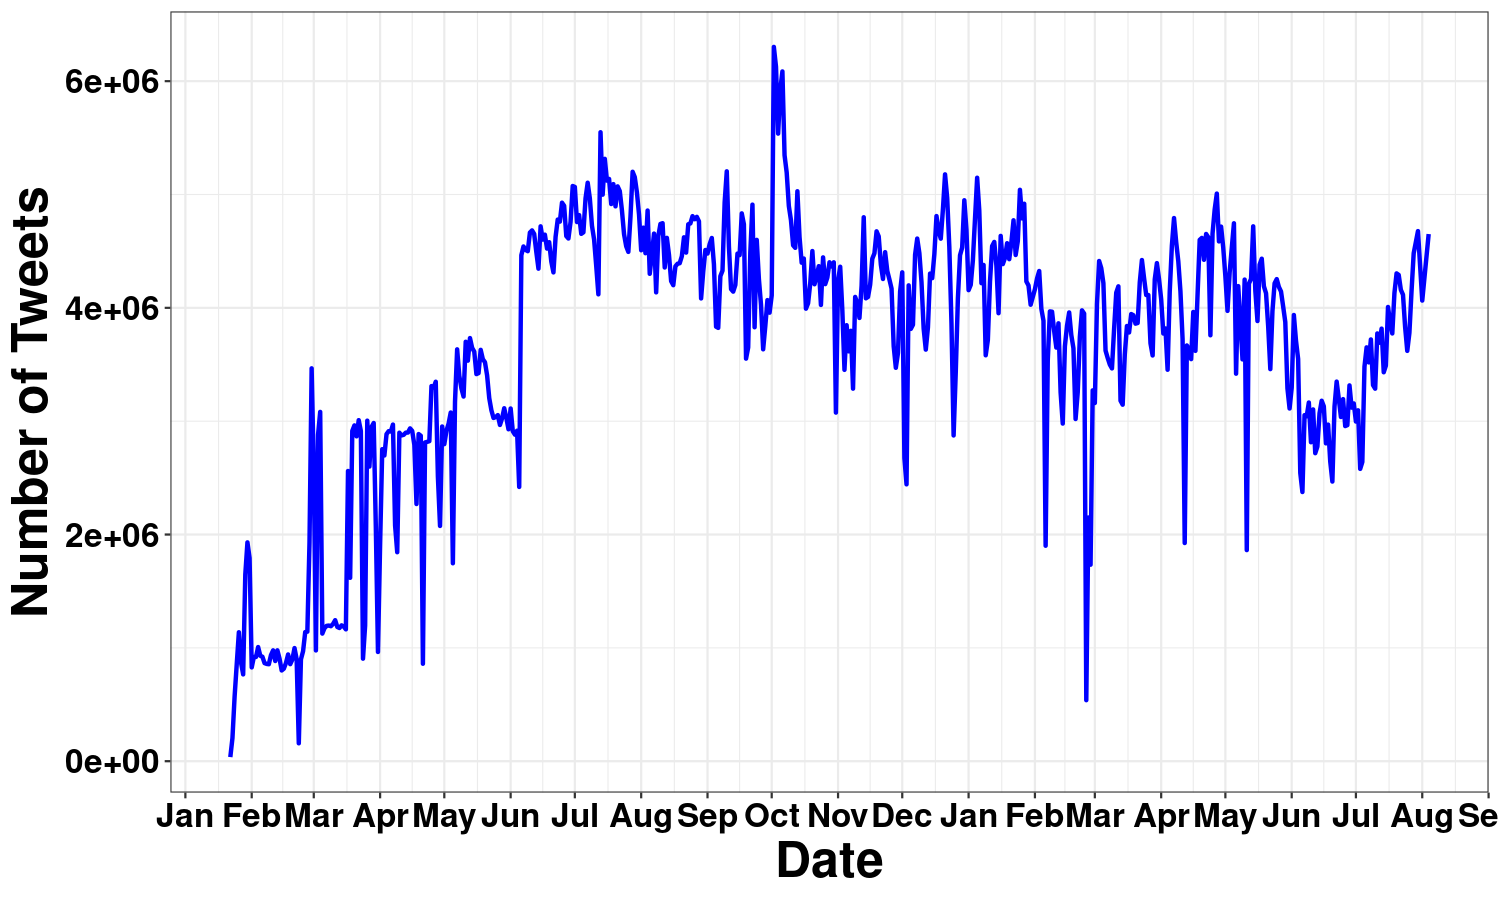 Number of Tweets
6e+06
4e+06
2e+06
0e+00
Jan Feb Mar Apr May Jun Jul Aug Sep Oct Nov Dec Jan Feb Mar Apr May Jun Jul Aug Se
Date